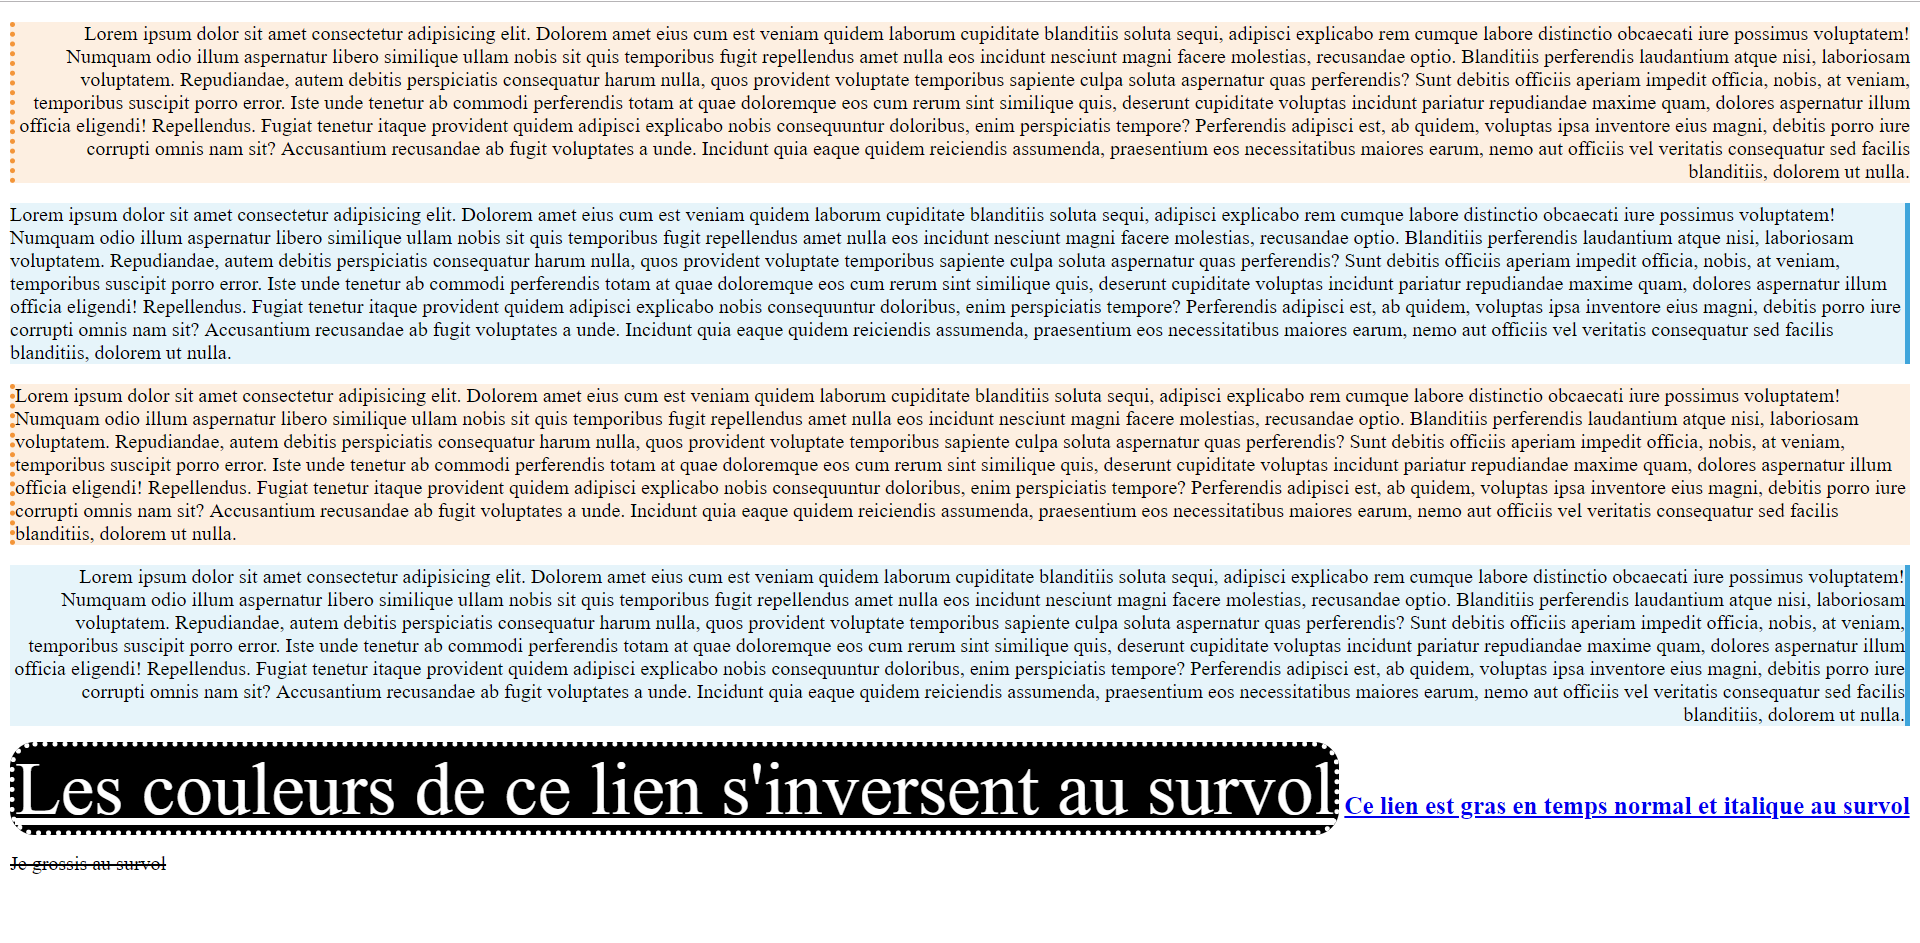 Lorem ipsum dolor sit amet consectetur adipisicing elit. Dolorem amet eius cum est veniam quidem laborum cupiditate blanditiis soluta sequi, adipisci explicabo rem cumque labore distinctio obcaecati iure possimus voluptatem!
Numquam odio illum aspernatur libero similique ullam nobis sit quis temporibus fugit repellendus amet nulla eos incidunt nesciunt magni facere molestias, recusandae optio. Blanditiis perferendis laudantium atque nisi, laboriosam
voluptatem. Repudiandae, autem debitis perspiciatis consequatur harum nulla, quos provident voluptate temporibus sapiente culpa soluta aspernatur quas perferendis? Sunt debitis officiis aperiam impedit officia, nobis, at veniam,
temporibus suscipit porro error. Iste unde tenetur ab commodi perferendis totam at quae doloremque eos cum rerum sint similique quis, deserunt cupiditate voluptas incidunt pariatur repudiandae maxime quam, dolores aspernatur illum
officia eligendi! Repellendus. Fugiat tenetur itaque provident quidem adipisci explicabo nobis consequuntur doloribus, enim perspiciatis tempore? Perferendis adipisci est, ab quidem, voluptas ipsa inventore eius magni, debitis porro iure
corrupti omnis nam sit? Accusantium recusandae ab fugit voluptates a unde. Incidunt quia eaque quidem reiciendis assumenda, praesentium eos necessitatibus maiores earum, nemo aut officiis vel veritatis consequatur sed facilis
blanditiis, dolorem ut nulla.
Lorem ipsum dolor sit amet consectetur adipisicing elit. Dolorem amet eius cum est veniam quidem laborum cupiditate blanditiis soluta sequi, adipisci explicabo rem cumque labore distinctio obcaecati iure possimus voluptatem!
Numquam odio illum aspernatur libero similique ullam nobis sit quis temporibus fugit repellendus amet nulla eos incidunt nesciunt magni facere molestias, recusandae optio. Blanditiis perferendis laudantium atque nisi, laboriosam
voluptatem. Repudiandae, autem debitis perspiciatis consequatur harum nulla, quos provident voluptate temporibus sapiente culpa soluta aspernatur quas perferendis? Sunt debitis officiis aperiam impedit officia, nobis, at veniam,
temporibus suscipit porro error. Iste unde tenetur ab commodi perferendis totam at quae doloremque eos cum rerum sint similique quis, deserunt cupiditate voluptas incidunt pariatur repudiandae maxime quam, dolores aspernatur illum
officia eligendi! Repellendus. Fugiat tenetur itaque provident quidem adipisci explicabo nobis consequuntur doloribus, enim perspiciatis tempore? Perferendis adipisci est, ab quidem, voluptas ipsa inventore eius magni, debitis porro iure
corrupti omnis nam sit? Accusantium recusandae ab fugit voluptates a unde. Incidunt quia eaque quidem reiciendis assumenda, praesentium eos necessitatibus maiores earum, nemo aut officiis vel veritatis consequatur sed facilis
blanditiis, dolorem ut nulla.
Lorem ipsum dolor sit amet consectetur adipisicing elit. Dolorem amet eius cum est veniam quidem laborum cupiditate blanditiis soluta sequi, adipisci explicabo rem cumque labore distinctio obcaecati iure possimus voluptatem!
Numquam odio illum aspernatur libero similique ullam nobis sit quis temporibus fugit repellendus amet nulla eos incidunt nesciunt magni facere molestias, recusandae optio. Blanditiis perferendis laudantium atque nisi, laboriosam
voluptatem. Repudiandae, autem debitis perspiciatis consequatur harum nulla, quos provident voluptate temporibus sapiente culpa soluta aspernatur quas perferendis? Sunt debitis officiis aperiam impedit officia, nobis, at veniam,
temporibus suscipit porro error. Iste unde tenetur ab commodi perferendis totam at quae doloremque eos cum rerum sint similique quis, deserunt cupiditate voluptas incidunt pariatur repudiandae maxime quam, dolores aspernatur illum
officia eligendi! Repellendus. Fugiat tenetur itaque provident quidem adipisci explicabo nobis consequuntur doloribus, enim perspiciatis tempore? Perferendis adipisci est, ab quidem, voluptas ipsa inventore eius magni, debitis porro iure
corrupti omnis nam sit? Accusantium recusandae ab fugit voluptates a unde. Incidunt quia eaque quidem reiciendis assumenda, praesentium eos necessitatibus maiores earum, nemo aut officiis vel veritatis consequatur sed facilis
blanditiis, dolorem ut nulla.
Lorem ipsum dolor sit amet consectetur adipisicing elit. Dolorem amet eius cum est veniam quidem laborum cupiditate blanditiis soluta sequi, adipisci explicabo rem cumque labore distinctio obcaecati iure possimus voluptatem!
Numquam odio illum aspernatur libero similique ullam nobis sit quis temporibus fugit repellendus amet nulla eos incidunt nesciunt magni facere molestias, recusandae optio. Blanditiis perferendis laudantium atque nisi, laboriosam
voluptatem. Repudiandae, autem debitis perspiciatis consequatur harum nulla, quos provident voluptate temporibus sapiente culpa soluta aspernatur quas perferendis? Sunt debitis officiis aperiam impedit officia, nobis, at veniam,
temporibus suscipit porro error. Iste unde tenetur ab commodi perferendis totam at quae doloremque eos cum rerum sint similique quis, deserunt cupiditate voluptas incidunt pariatur repudiandae maxime quam, dolores aspernatur illum
officia eligendi! Repellendus. Fugiat tenetur itaque provident quidem adipisci explicabo nobis consequuntur doloribus, enim perspiciatis tempore? Perferendis adipisci est, ab quidem, voluptas ipsa inventore eius magni, debitis porro iure
corrupti omnis nam sit? Accusantium recusandae ab fugit voluptates a unde. Incidunt quia eaque quidem reiciendis assumenda, praesentium eos necessitatibus maiores earum, nemo aut officiis vel veritatis consequatur sed facilis
blanditiis, dolorem ut nulla.
Les couleurs de ce lien s'inversent au survol Ce lien est gras en temps normal et italique au survol
Je grossis au survol